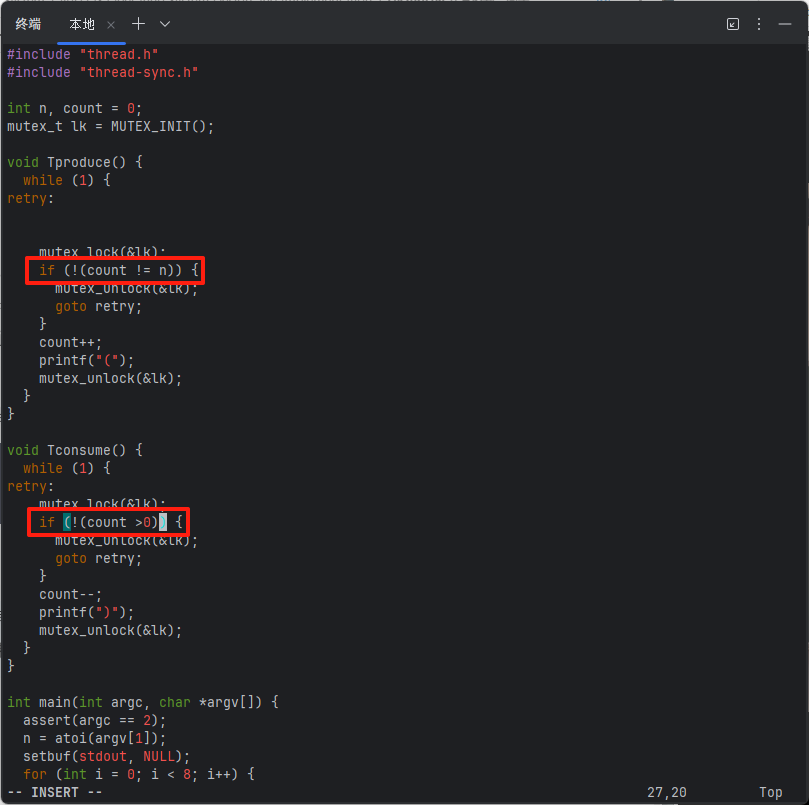 终端 本地 × +
#include "thread.h"
#include "thread-sync.h"
int n, count = 0;
mutex_t lk = MUTEX_INIT();
void Tproduce() {
while (1) {
retry:
mutex_lock(&lk);
if (!(count != n)) {
mutex_unlock(&lk);
goto retry;
}
count++;
printf("(");
mutex_unlock(&lk);
}
}
void Tconsume() {
while (1) {
retry:
mutex_lock(&lk);
if (!(count >0)) {
mutex_unlock(&lk);
goto retry;
}
count--;
printf(")");
mutex_unlock(&lk);
}
}
int main(int argc, char *argv[]) {
assert(argc == 2);
n = atoi(argv[1]);
setbuf(stdout, NULL);
for (int i = 0; i < 8; i++) {
-- INSERT -- 27,20 Top